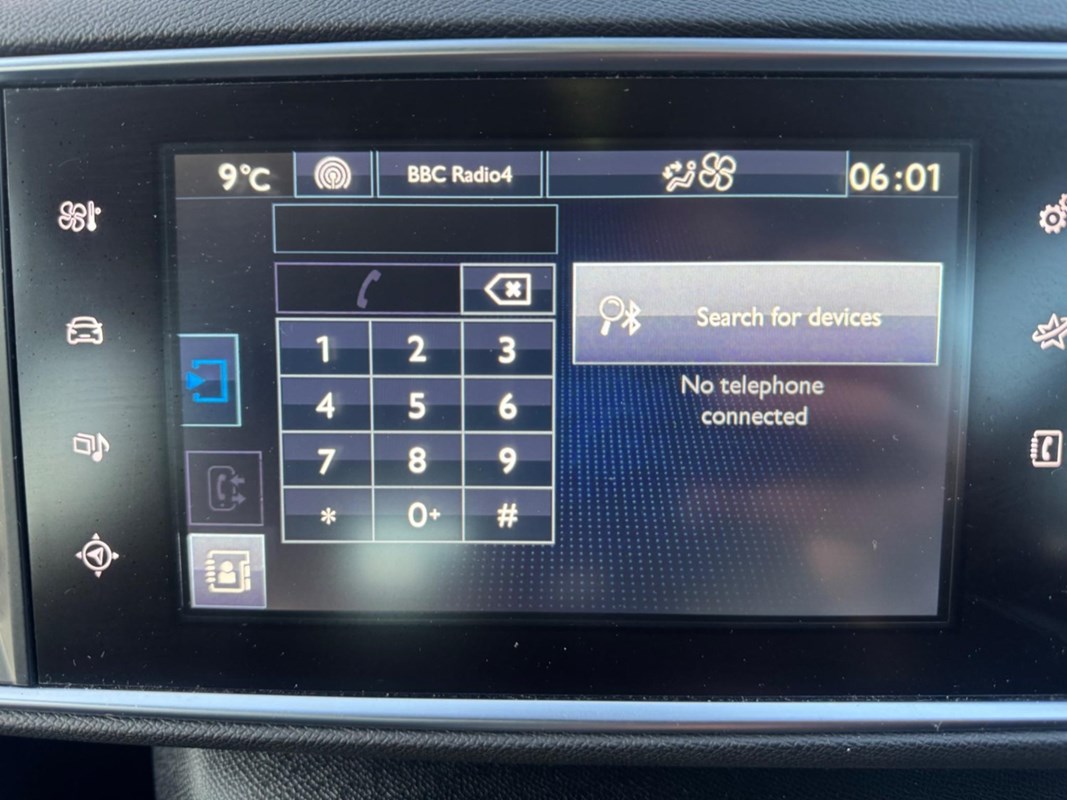 9°C
BBC Radio4
06:01
Search for devices
No telephone
connected
1 2 3
4 5 6
7 8 9
* 0+ #